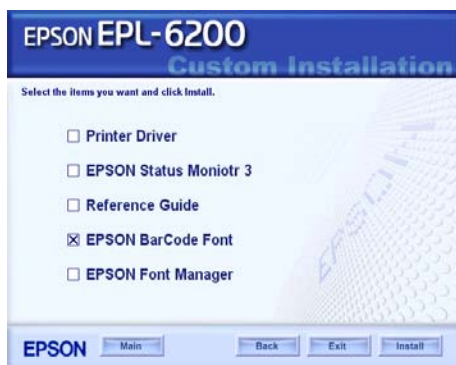 EPSON EPL-6200
Custom Installation
Select the items you want and click Install.
Printer Driver
EPSON Status Moniotr 3
Reference Guide
EPSON BarCode Font
EPSON Font Manager
EPSON
EPSON Main Back Exit Install